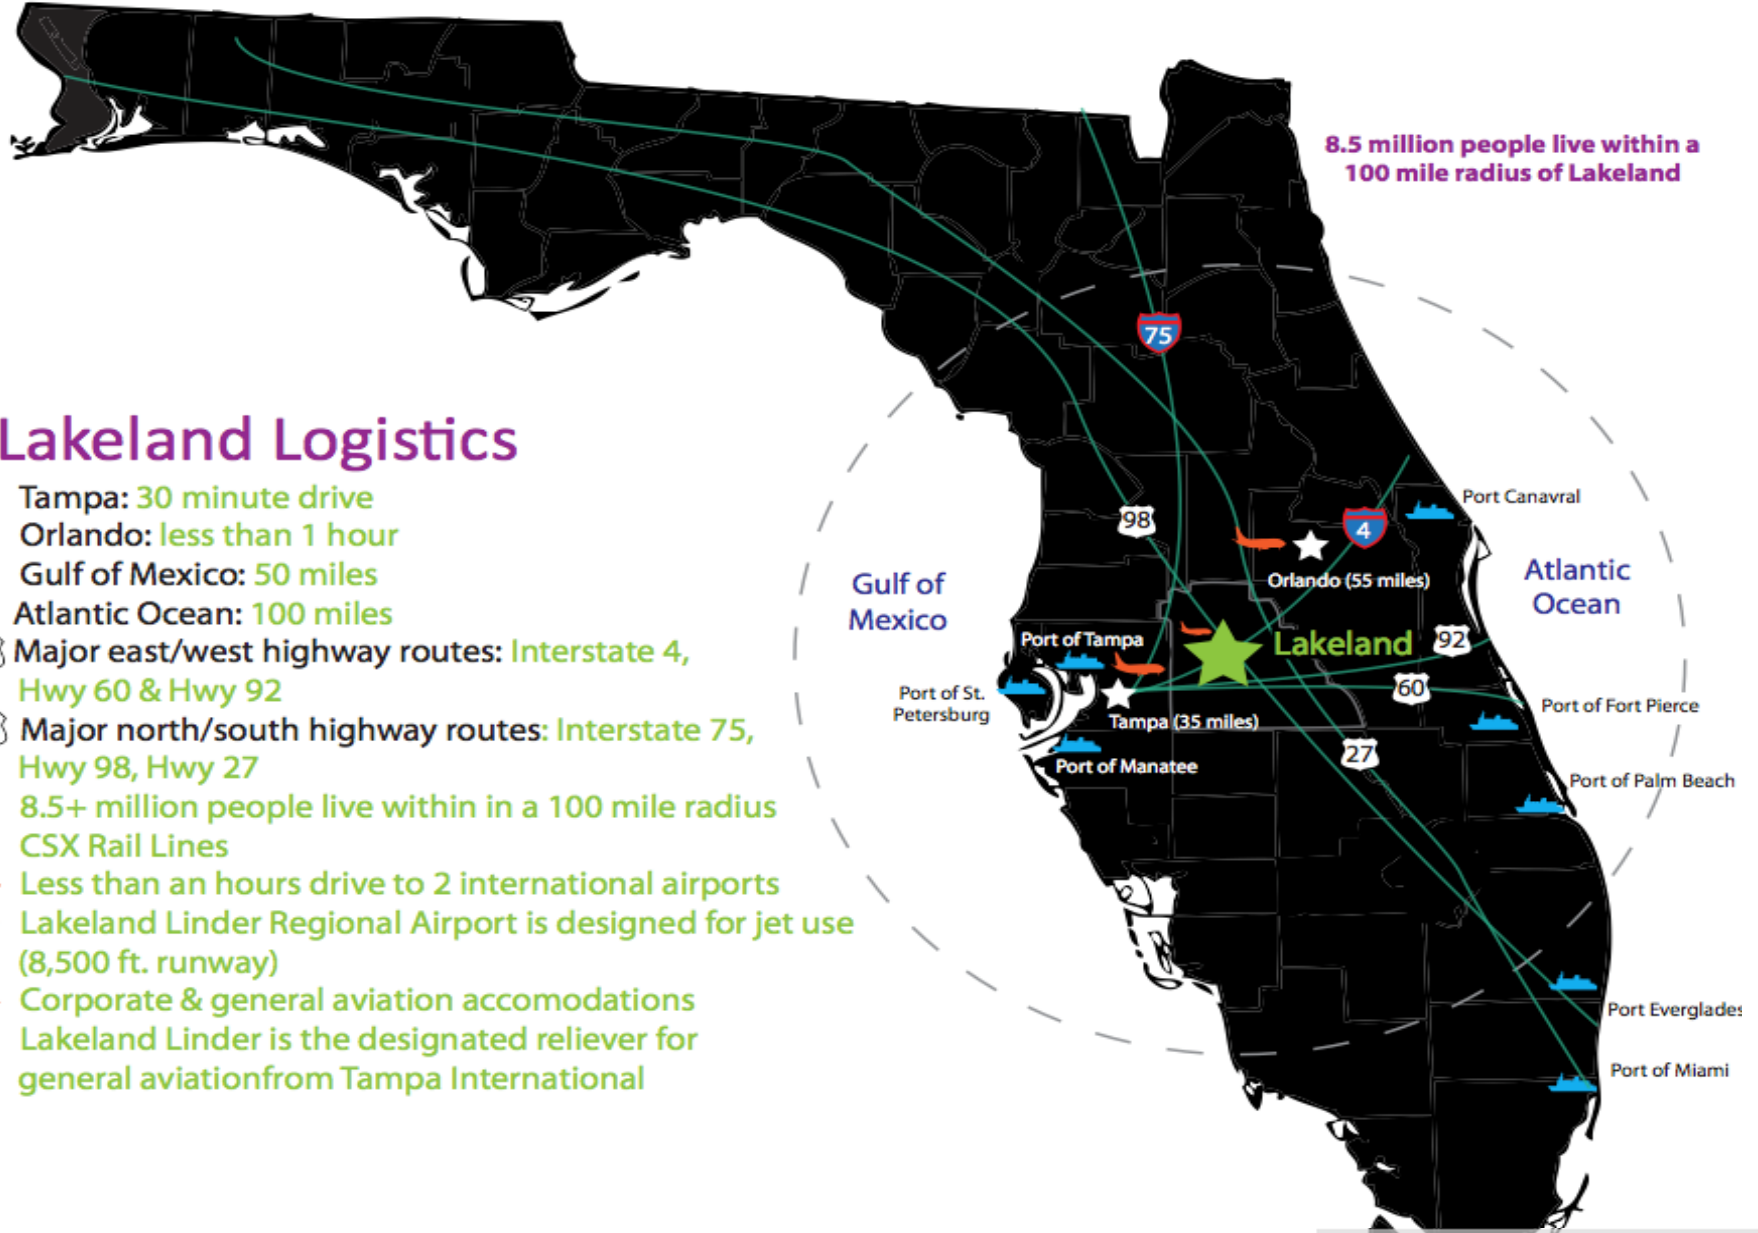 8.5 million people live within a
100 mile radius of Lakeland
75
Lakeland Logistics
Tampa: 30 minute drive
Orlando: less than 1 hour
Gulf of Mexico: 50 miles
Atlantic Ocean: 100 miles
Major east/west highway routes: Interstate 4,
Hwy 60 & Hwy 92
Major north/south highway routes: Interstate 75,
Hwy 98, Hwy 27
8.5+ million people live within in a 100 mile radius
CSX Rail Lines
Less than an hours drive to 2 international airports
Lakeland Linder Regional Airport is designed for jet use
(8,500 ft. runway)
Corporate & general aviation accomodations
Lakeland Linder is the designated reliever for
general aviationfrom Tampa International
Port Canavral
98
4
Orlando (55 miles)
Gulf of
Mexico
Atlantic
Ocean
Port of Tampa
Lakeland
92
Port of St.
Petersburg
60
Port of Fort Pierce
Tampa (35 miles)
27
Port of Manatee
Port of Palm Beach
Port Everglades
Port of Miami